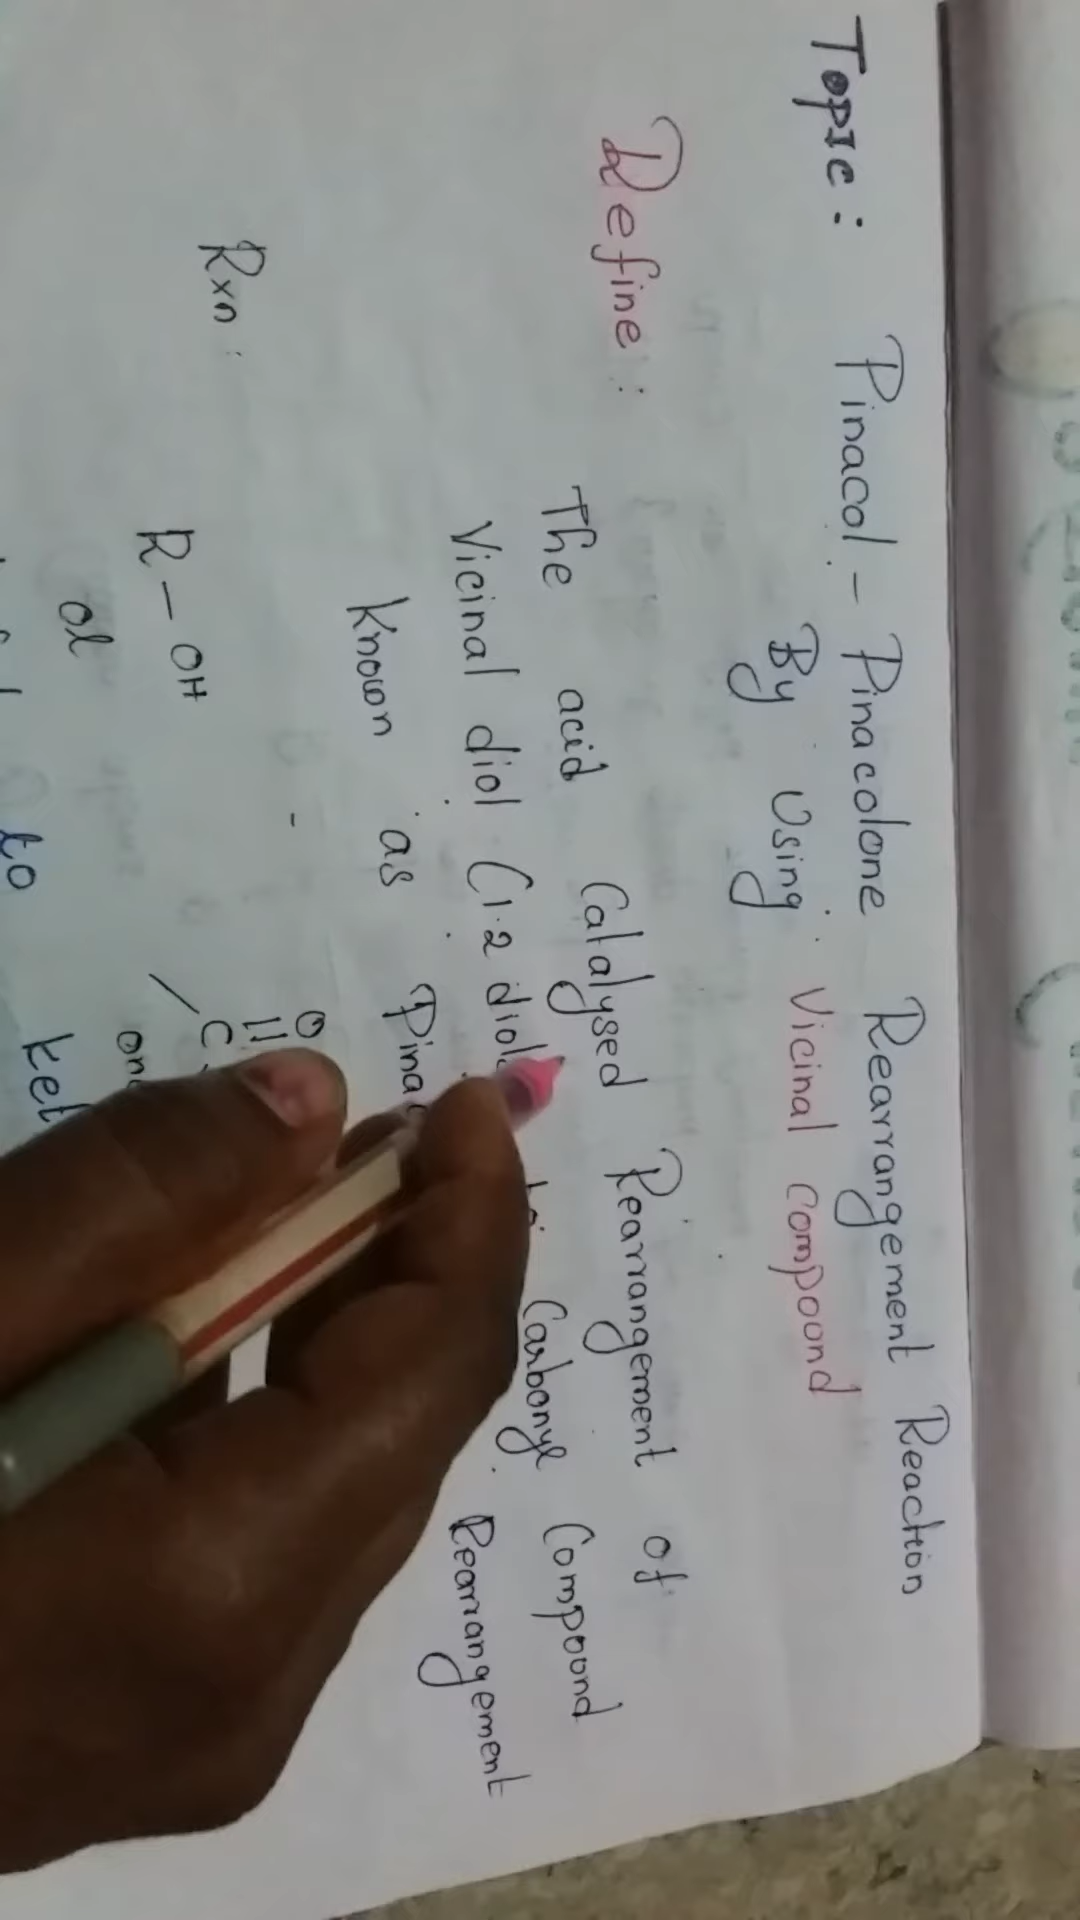 Topic: Pinacol - Pinacolone Rearrangement Reaction
By Using Vicinal Compound
Define:
The acid Catalysed Rearrangement of
Vicinal diol (1.2 diol Carbonyl Compound
Known as Rearrangement
Rxn:
O
R-OH C
ol
to ket